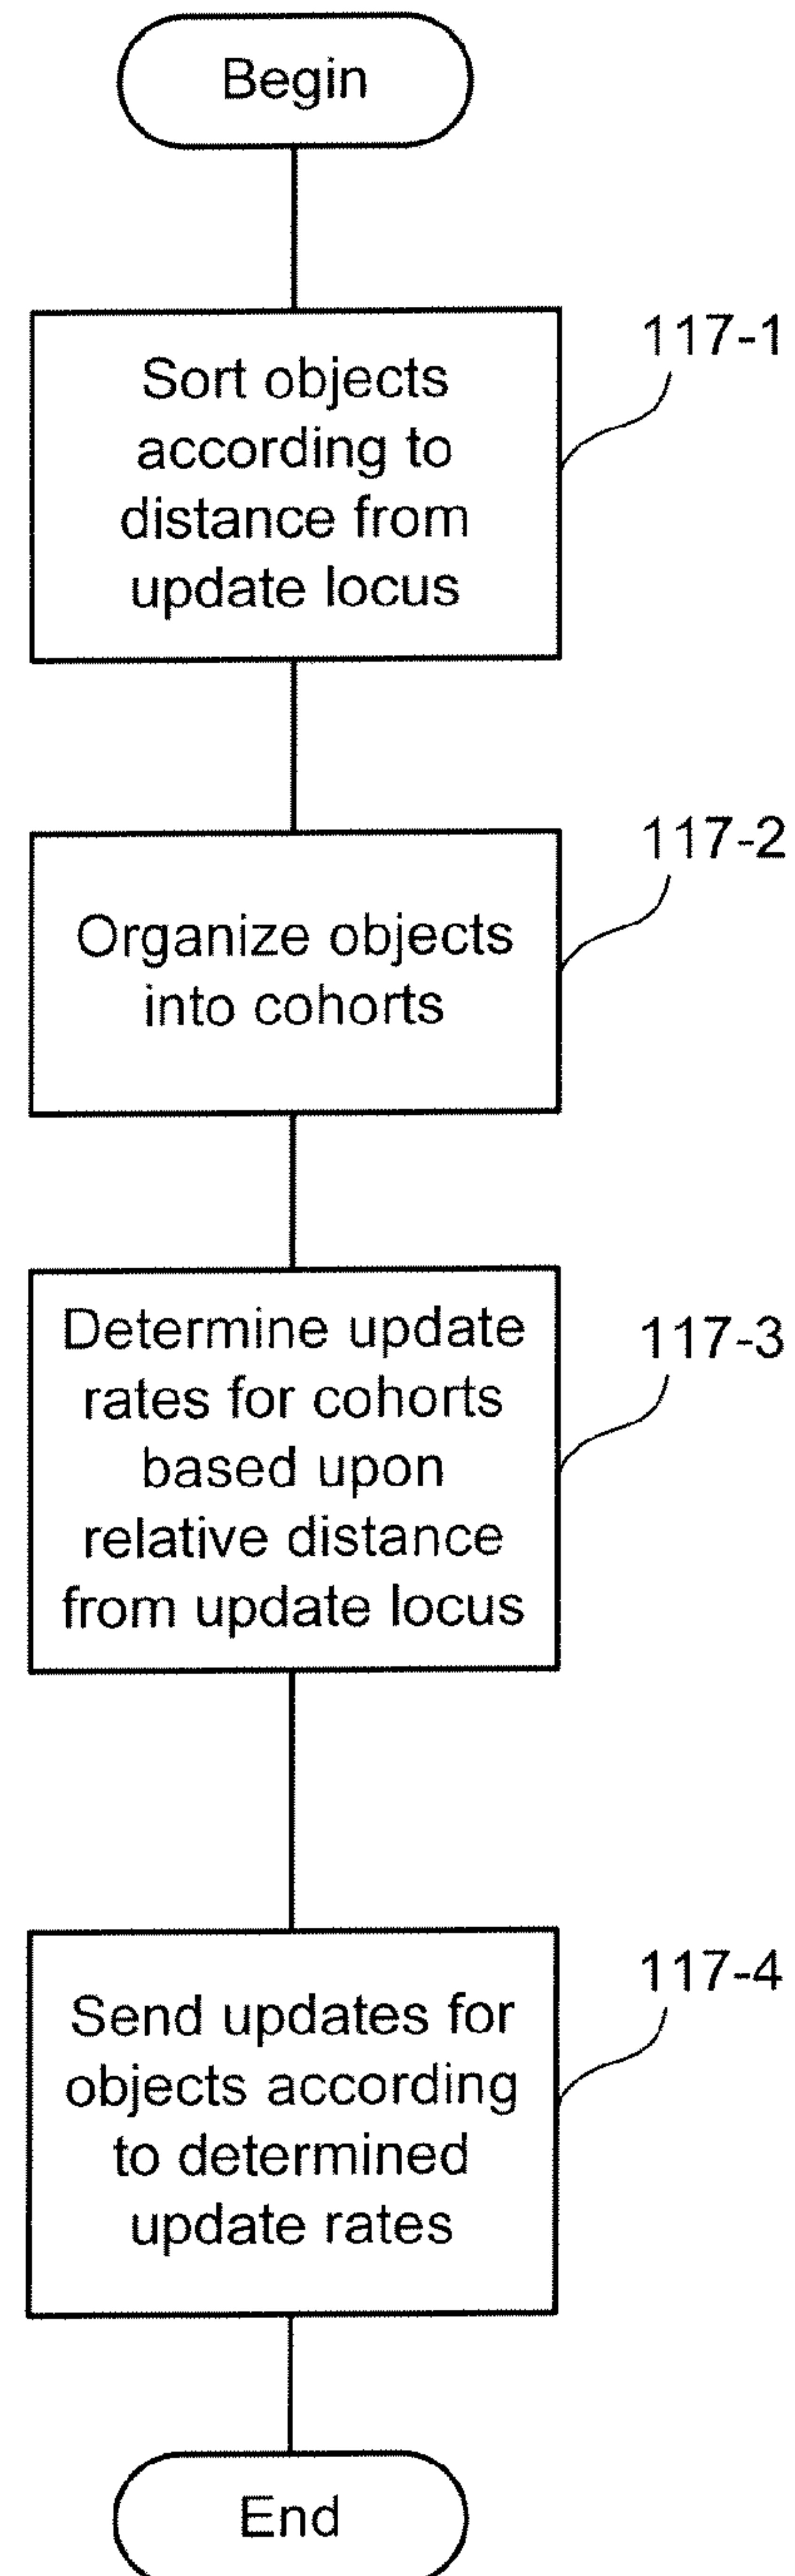 Begin
117-1
Sort objects
according to
distance from
update locus
117-2
Organize objects
into cohorts
117-3
Determine update
rates for cohorts
based upon
relative distance
from update locus
117-4
Send updates for
objects according
to determined
update rates
End